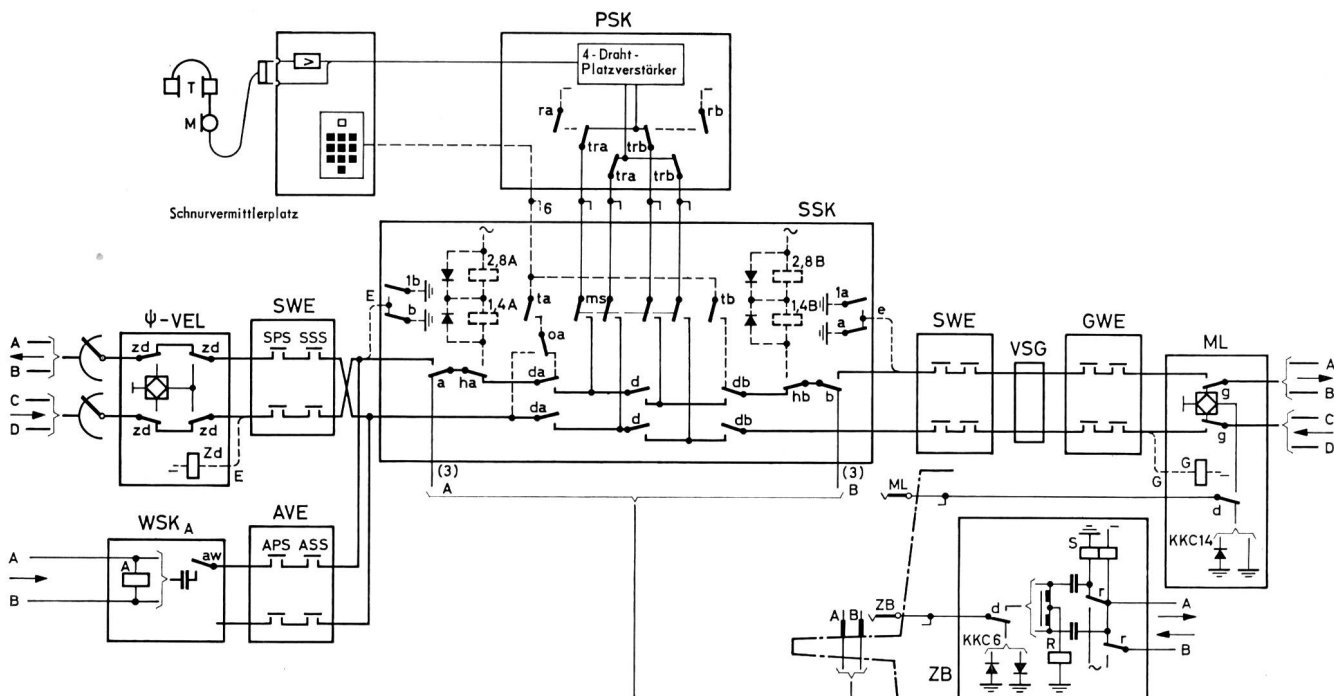 PSK
4-Draht-
Platzverstärker
T
M
>
ra
rb
tra
trb
tra
trb
Schnurvermittlerplatz
6
SSK
2,8A
1,4A
1b
b
E
ta
ms
tb
2,8B
1,4B
1a
a
e
oa
Ψ-VEL
SWE
SPS SSS
zd
zd
zd
zd
Zd
E
A
B
C
D
a
ha
da
d
db
hb
b
da
d
db
(3)
A
(3)
B
SWE
VSG
GWE
ML
g
g
G
G
d
KKC14
A
B
C
D
WSK A
A
aw
A
B
AVE
APS ASS
ML
ZB
A
B
S
r
r
d
KKC6
R
ZB
A
B